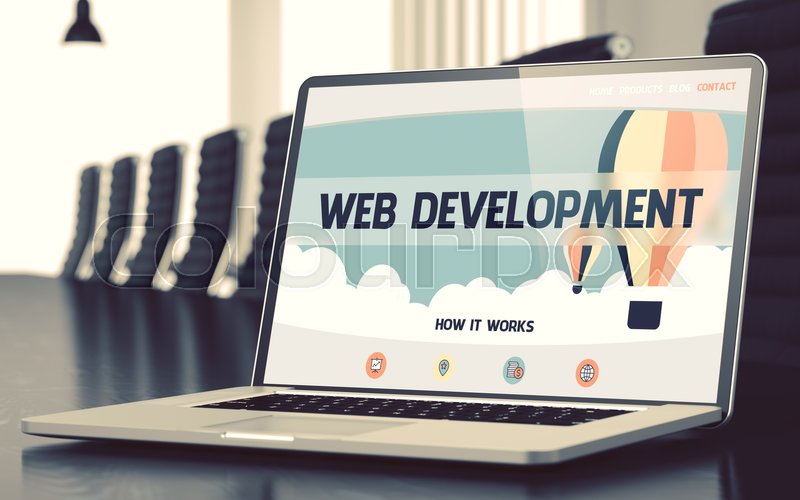 HOME PRODUCTS BLOG CONTACT
WEB DEVELOPMENT
colourbox
HOW IT WORKS